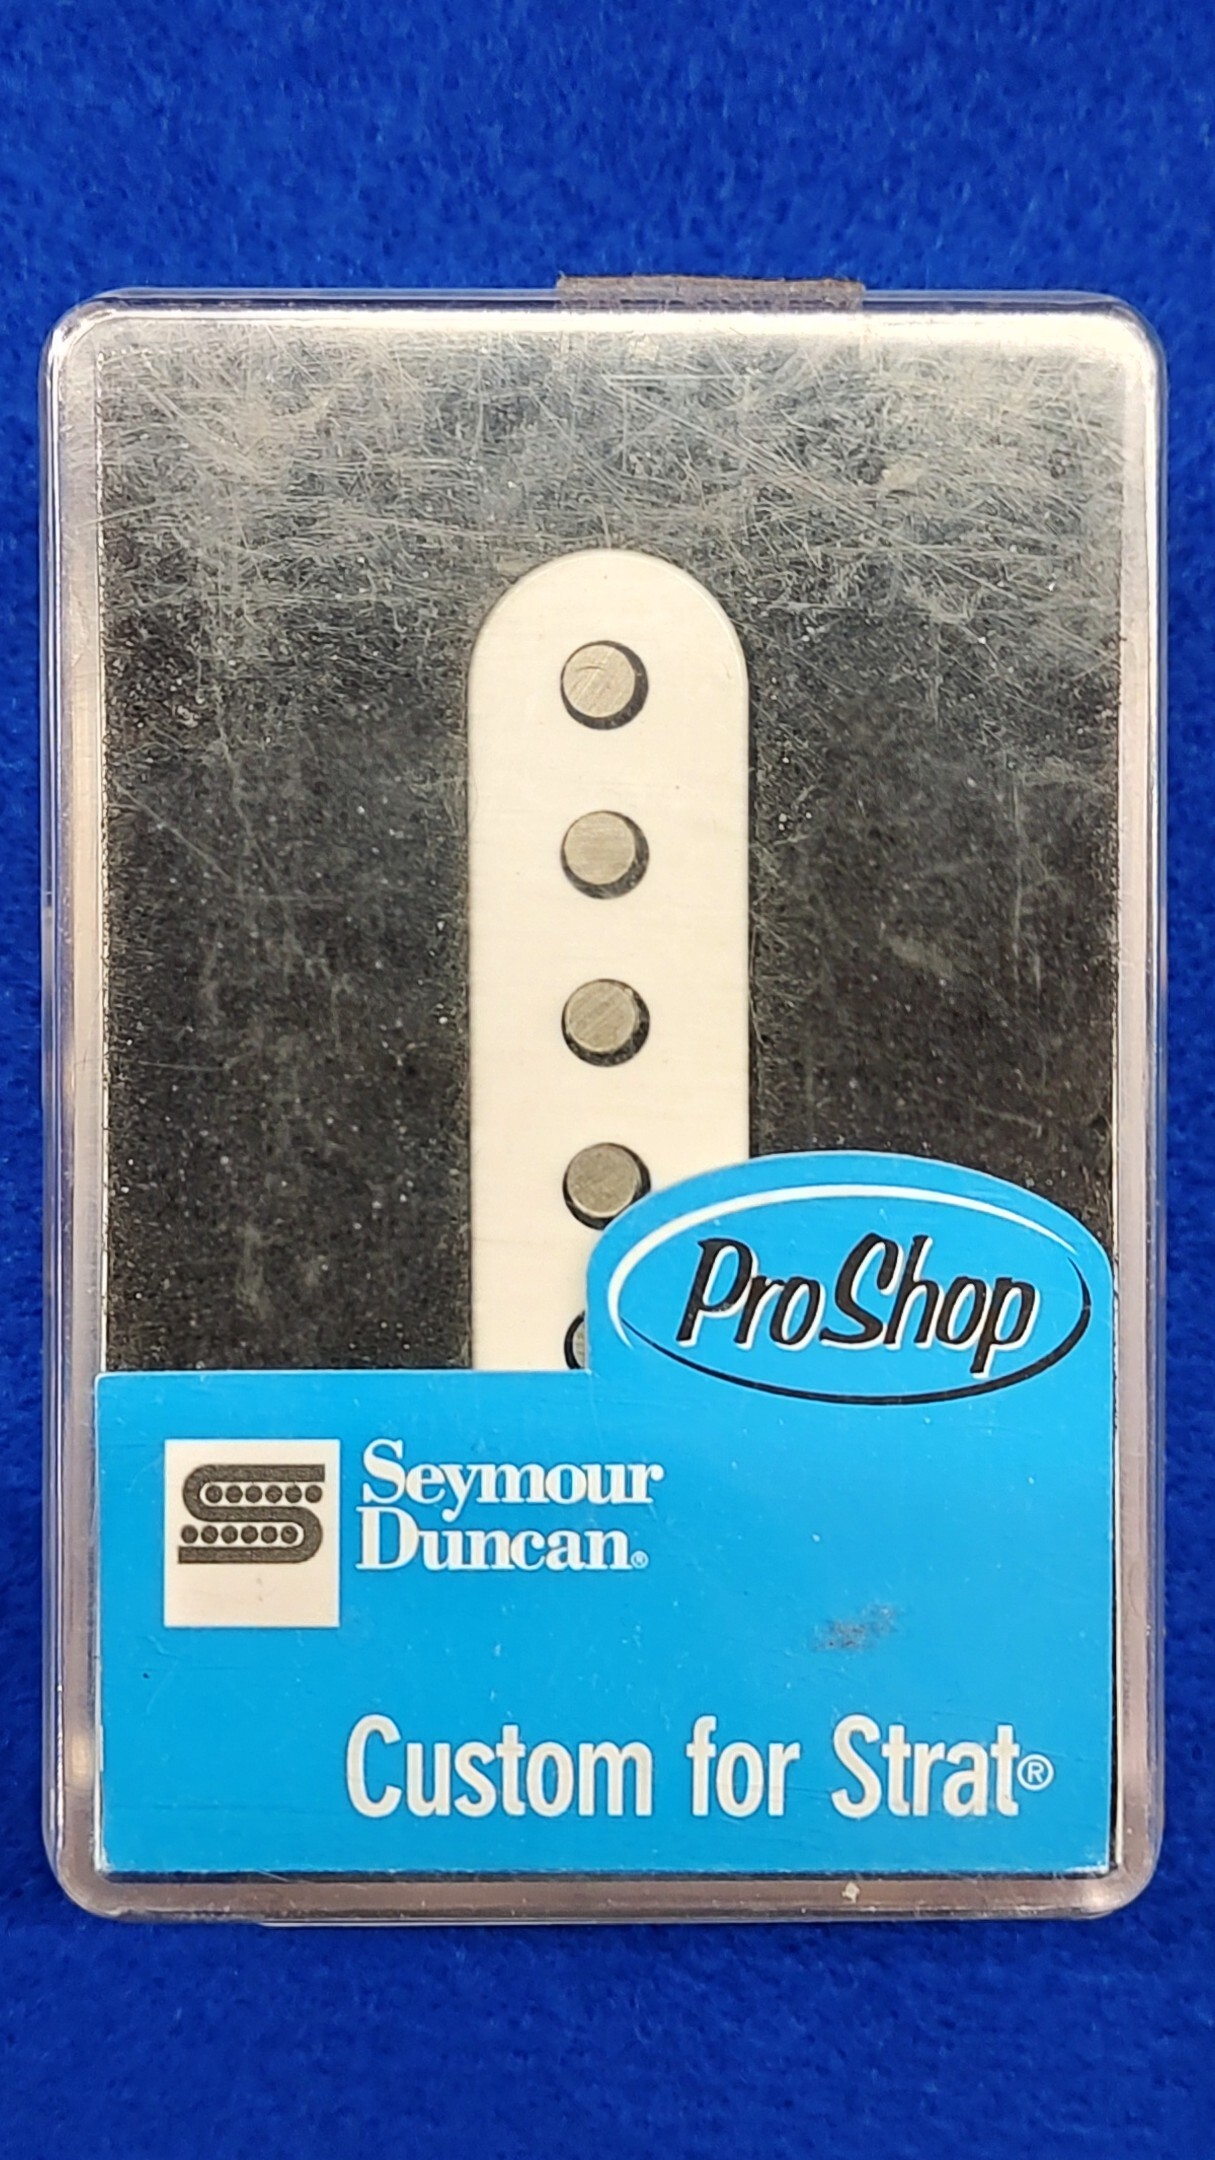 ProShop
Seymour
Duncan®
Custom for Strat®